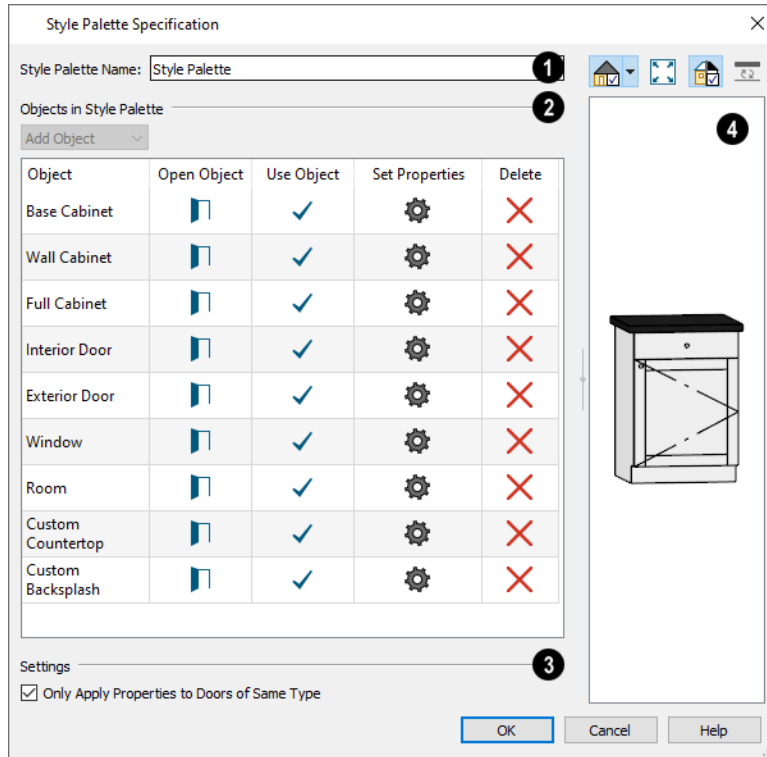 Style Palette Specification
Style Palette Name: Style Palette 1
Objects in Style Palette 2
4
Add Object
Object Open Object Use Object Set Properties Delete
Base Cabinet
Wall Cabinet
Full Cabinet
Interior Door
Exterior Door
Window
Room
Custom
Countertop
Custom
Backsplash
Settings 3
Only Apply Properties to Doors of Same Type
OK Cancel Help